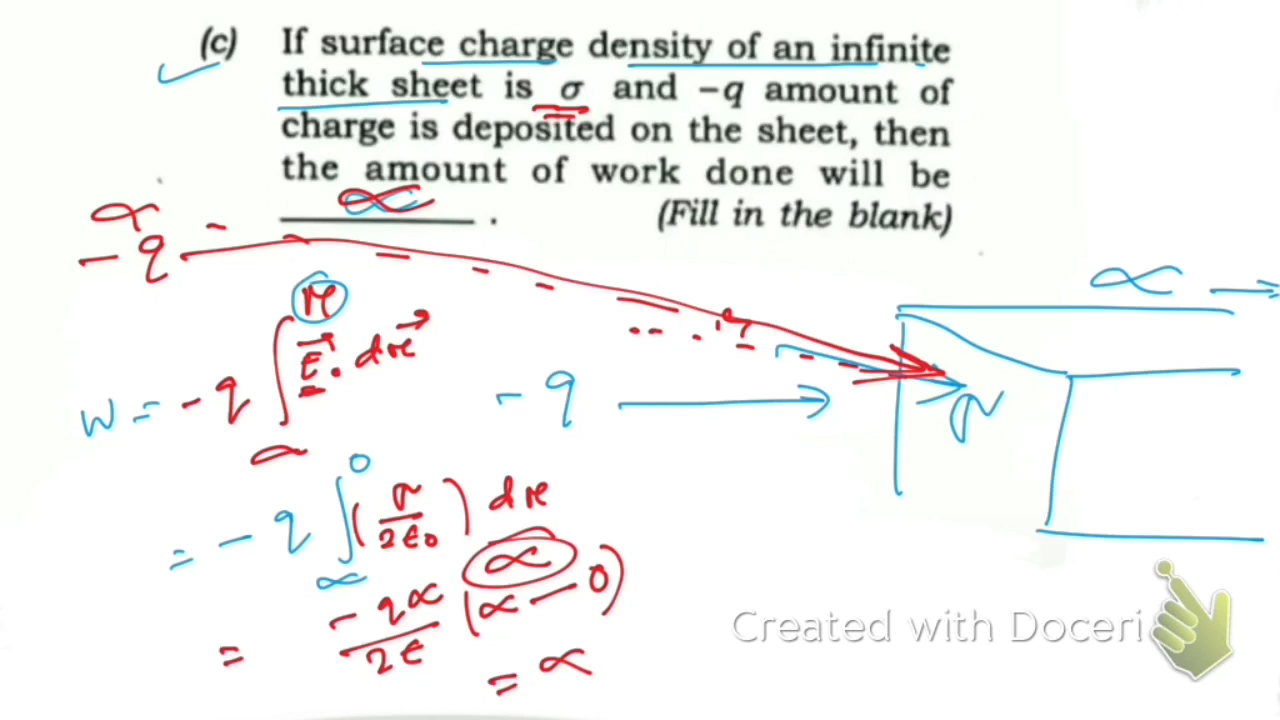 (c) If surface charge density of an infinite
thick sheet is σ and −q amount of
charge is deposited on the sheet, then
the amount of work done will be
∝
__________ . (Fill in the blank)
∝
−q
∝ →
W = −q ∫ E⃗ . dr⃗
r
∝
−q →
σ
= −q ∫ (σ/2ε₀) dr
0
∝
= −q∝/2ε (∝ − 0)
∝
= ∝
Created with Doceri